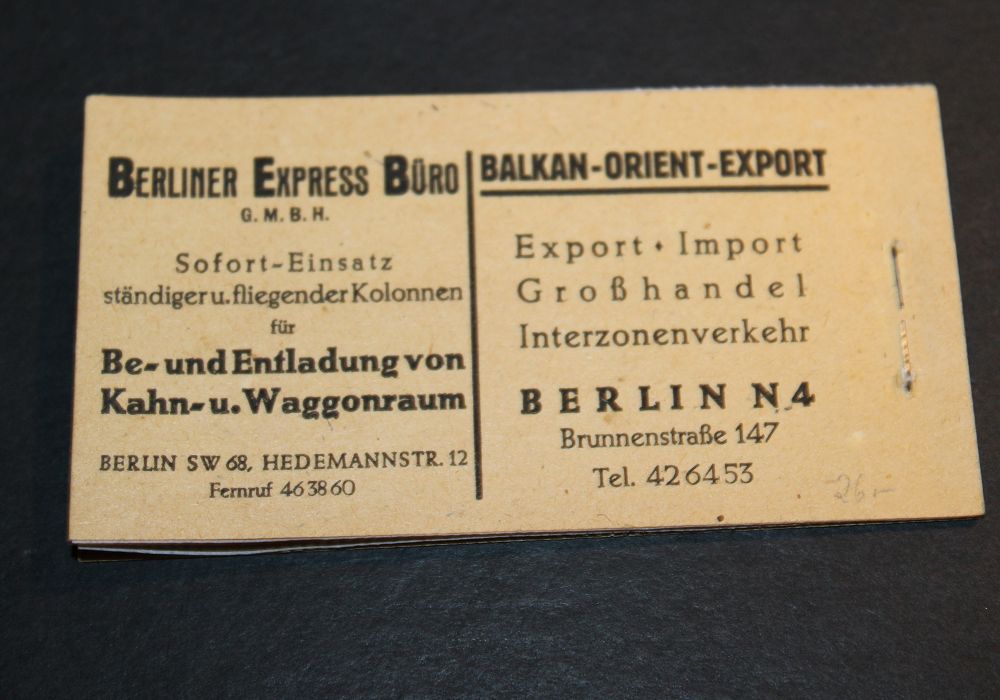 BERLINER EXPRESS BÜRO
G. M. B. H.
Sofort-Einsatz
ständiger u. fliegender Kolonnen
für
Be- und Entladung von
Kahn- u. Waggonraum
BERLIN SW 68, HEDEMANNSTR. 12
Fernruf 46 38 60
BALKAN-ORIENT-EXPORT
Export • Import
Großhandel
Interzonenverkehr
BERLIN N 4
Brunnenstraße 147
Tel. 42 64 53
26.–